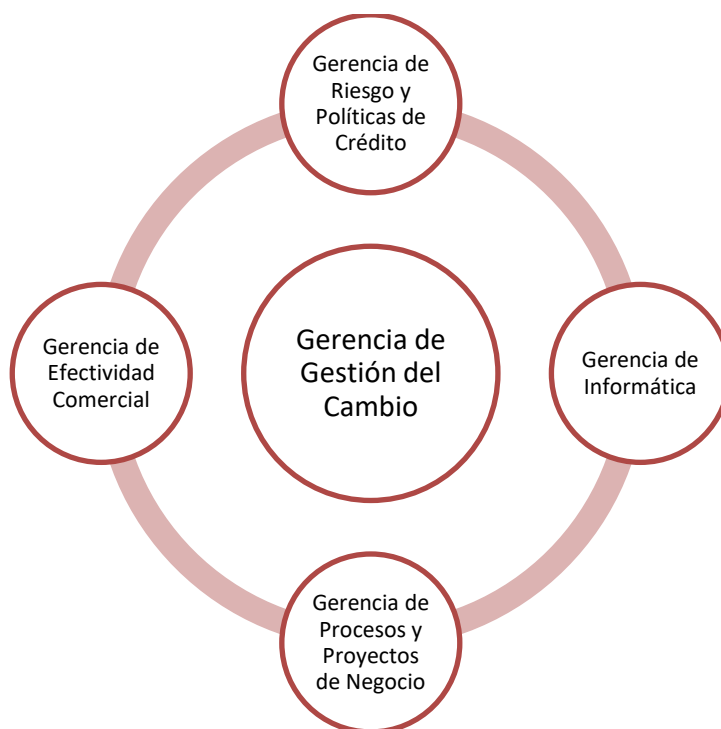 Gerencia de
Riesgo y
Políticas de
Crédito
Gerencia de
Efectividad
Comercial
Gerencia de
Gestión del
Cambio
Gerencia de
Informática
Gerencia de
Procesos y
Proyectos
de Negocio